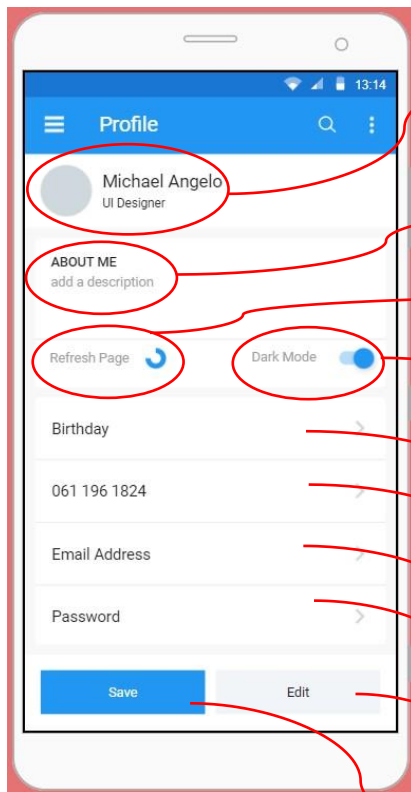 13:14
Profile
Michael Angelo
UI Designer
ABOUT ME
add a description
Refresh Page Dark Mode
Birthday
061 196 1824
Email Address
Password
Save Edit